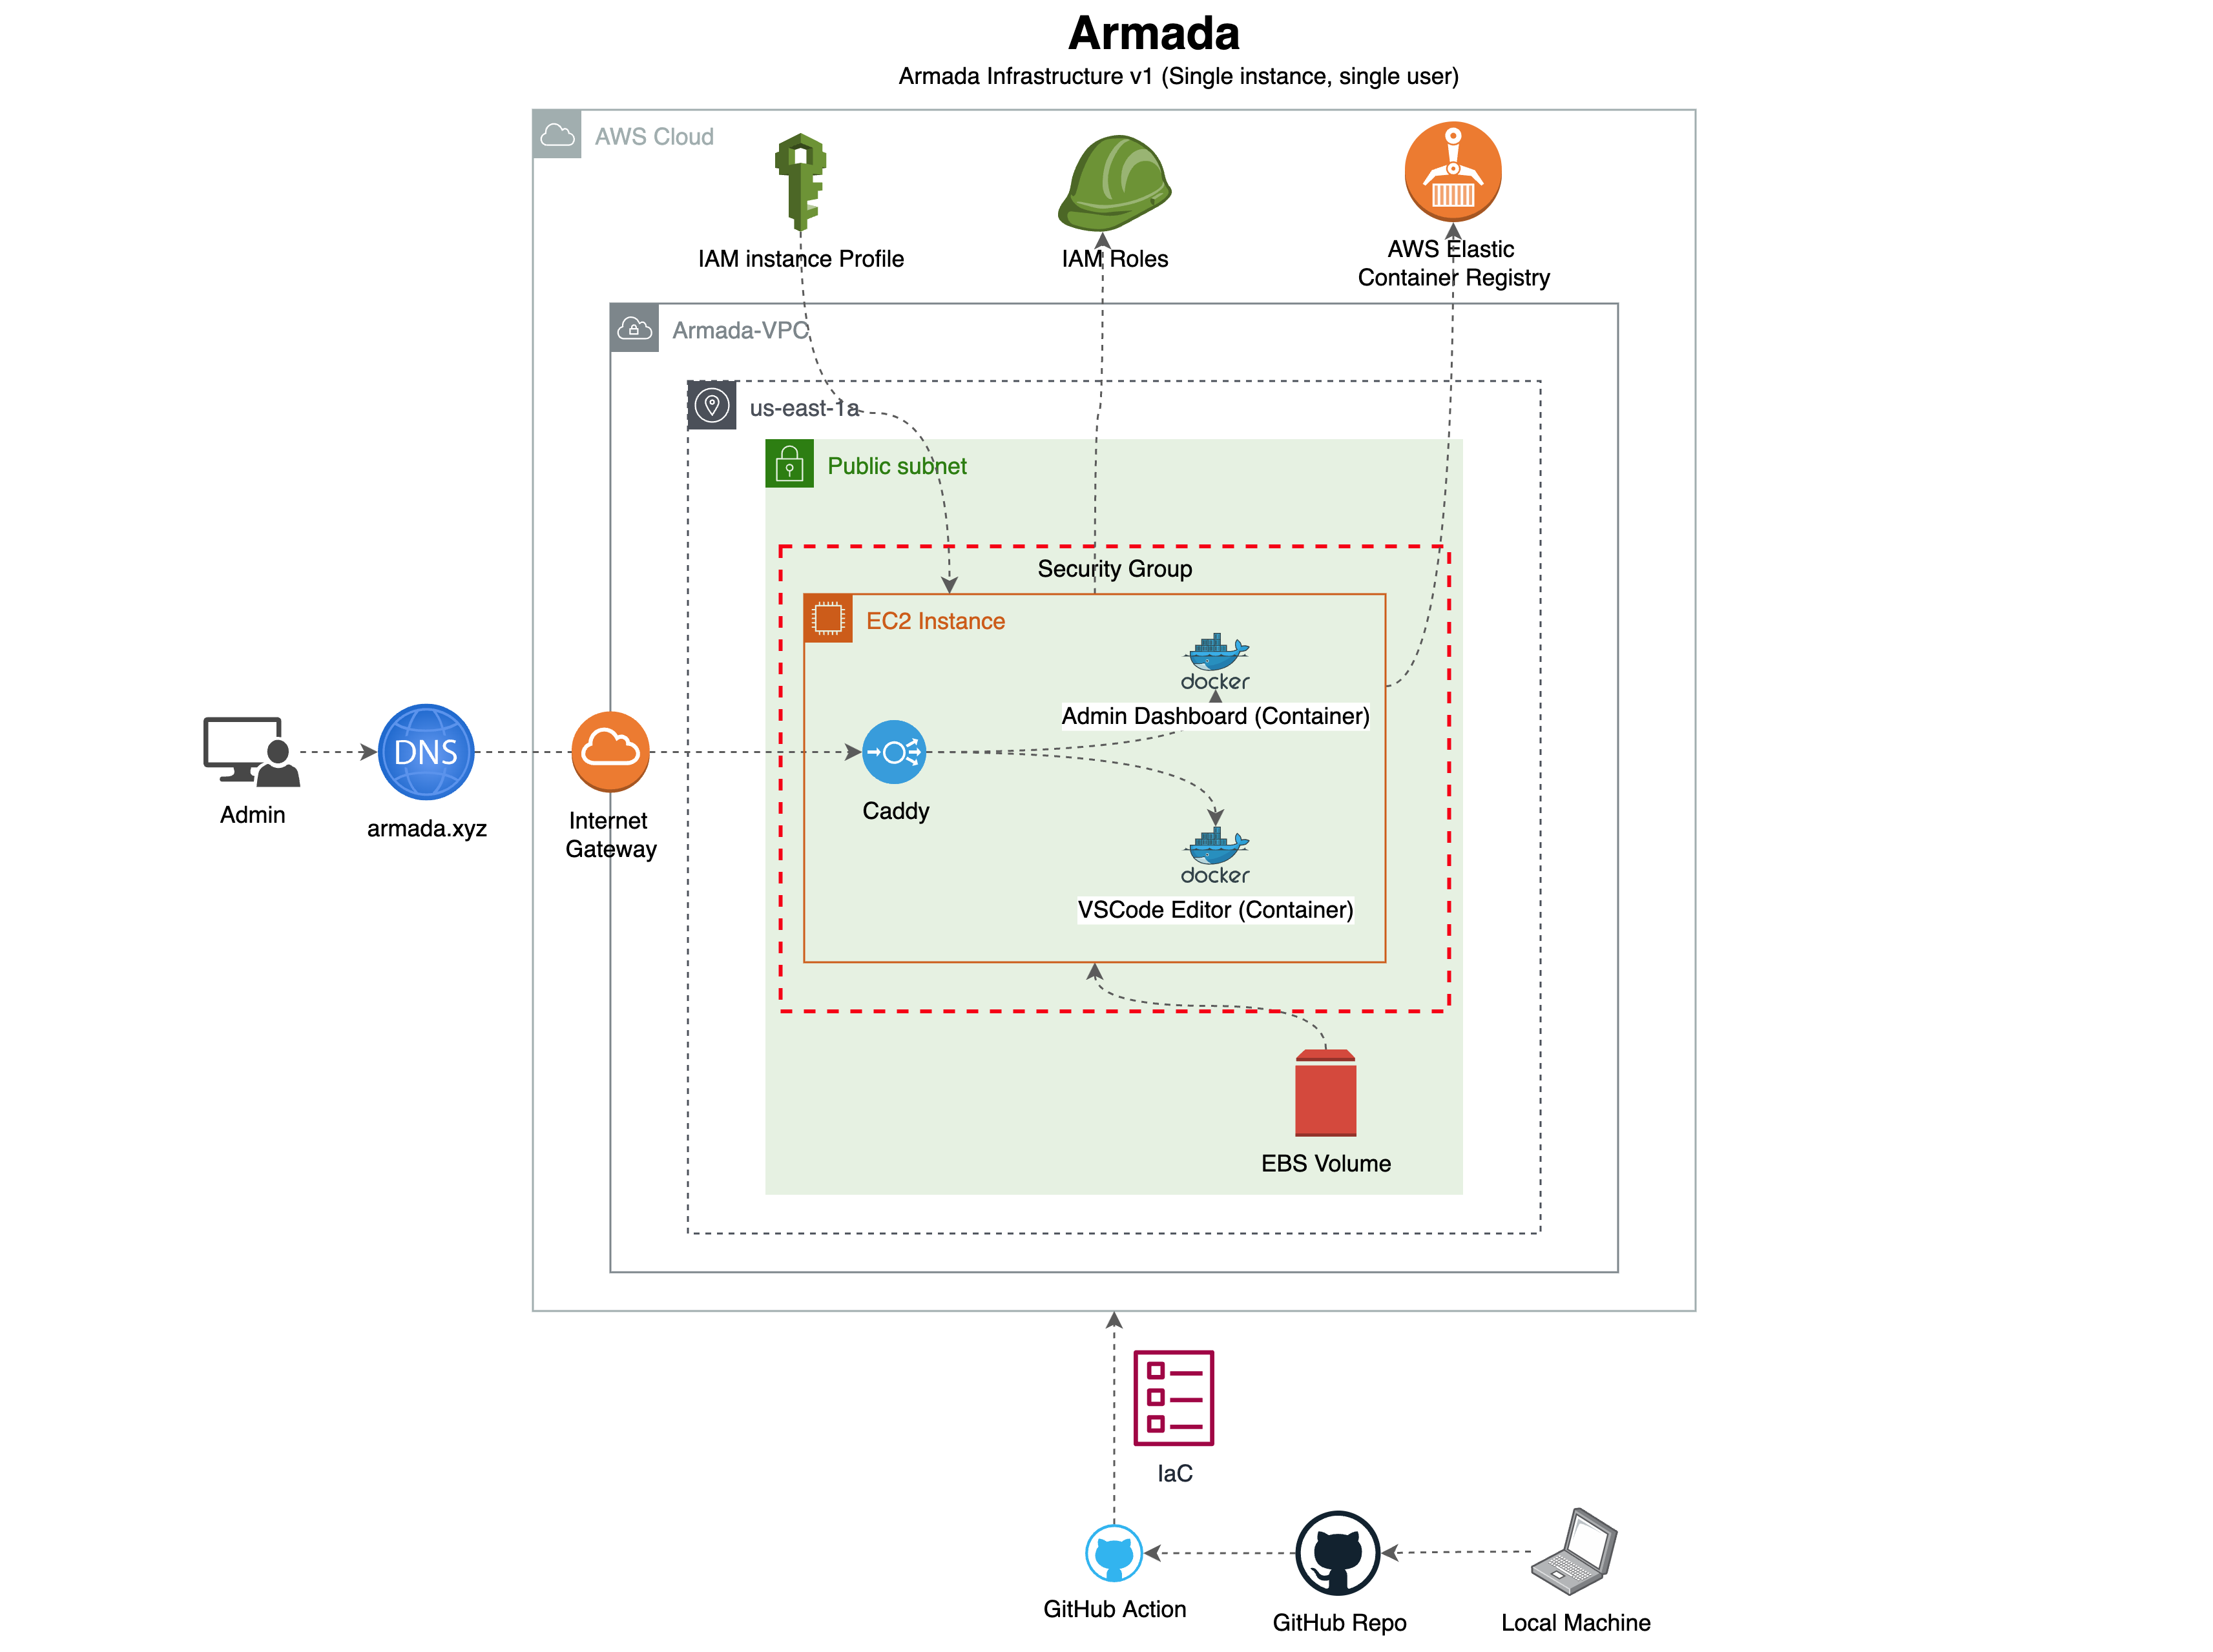 Armada
Armada Infrastructure v1 (Single instance, single user)
AWS Cloud
IAM instance Profile
IAM Roles
AWS Elastic
Container Registry
Armada-VPC
us-east-1a
Public subnet
Security Group
EC2 Instance
docker
Admin Dashboard (Container)
DNS
Admin
armada.xyz
Internet
Gateway
Caddy
docker
VSCode Editor (Container)
EBS Volume
IaC
GitHub Action
GitHub Repo
Local Machine